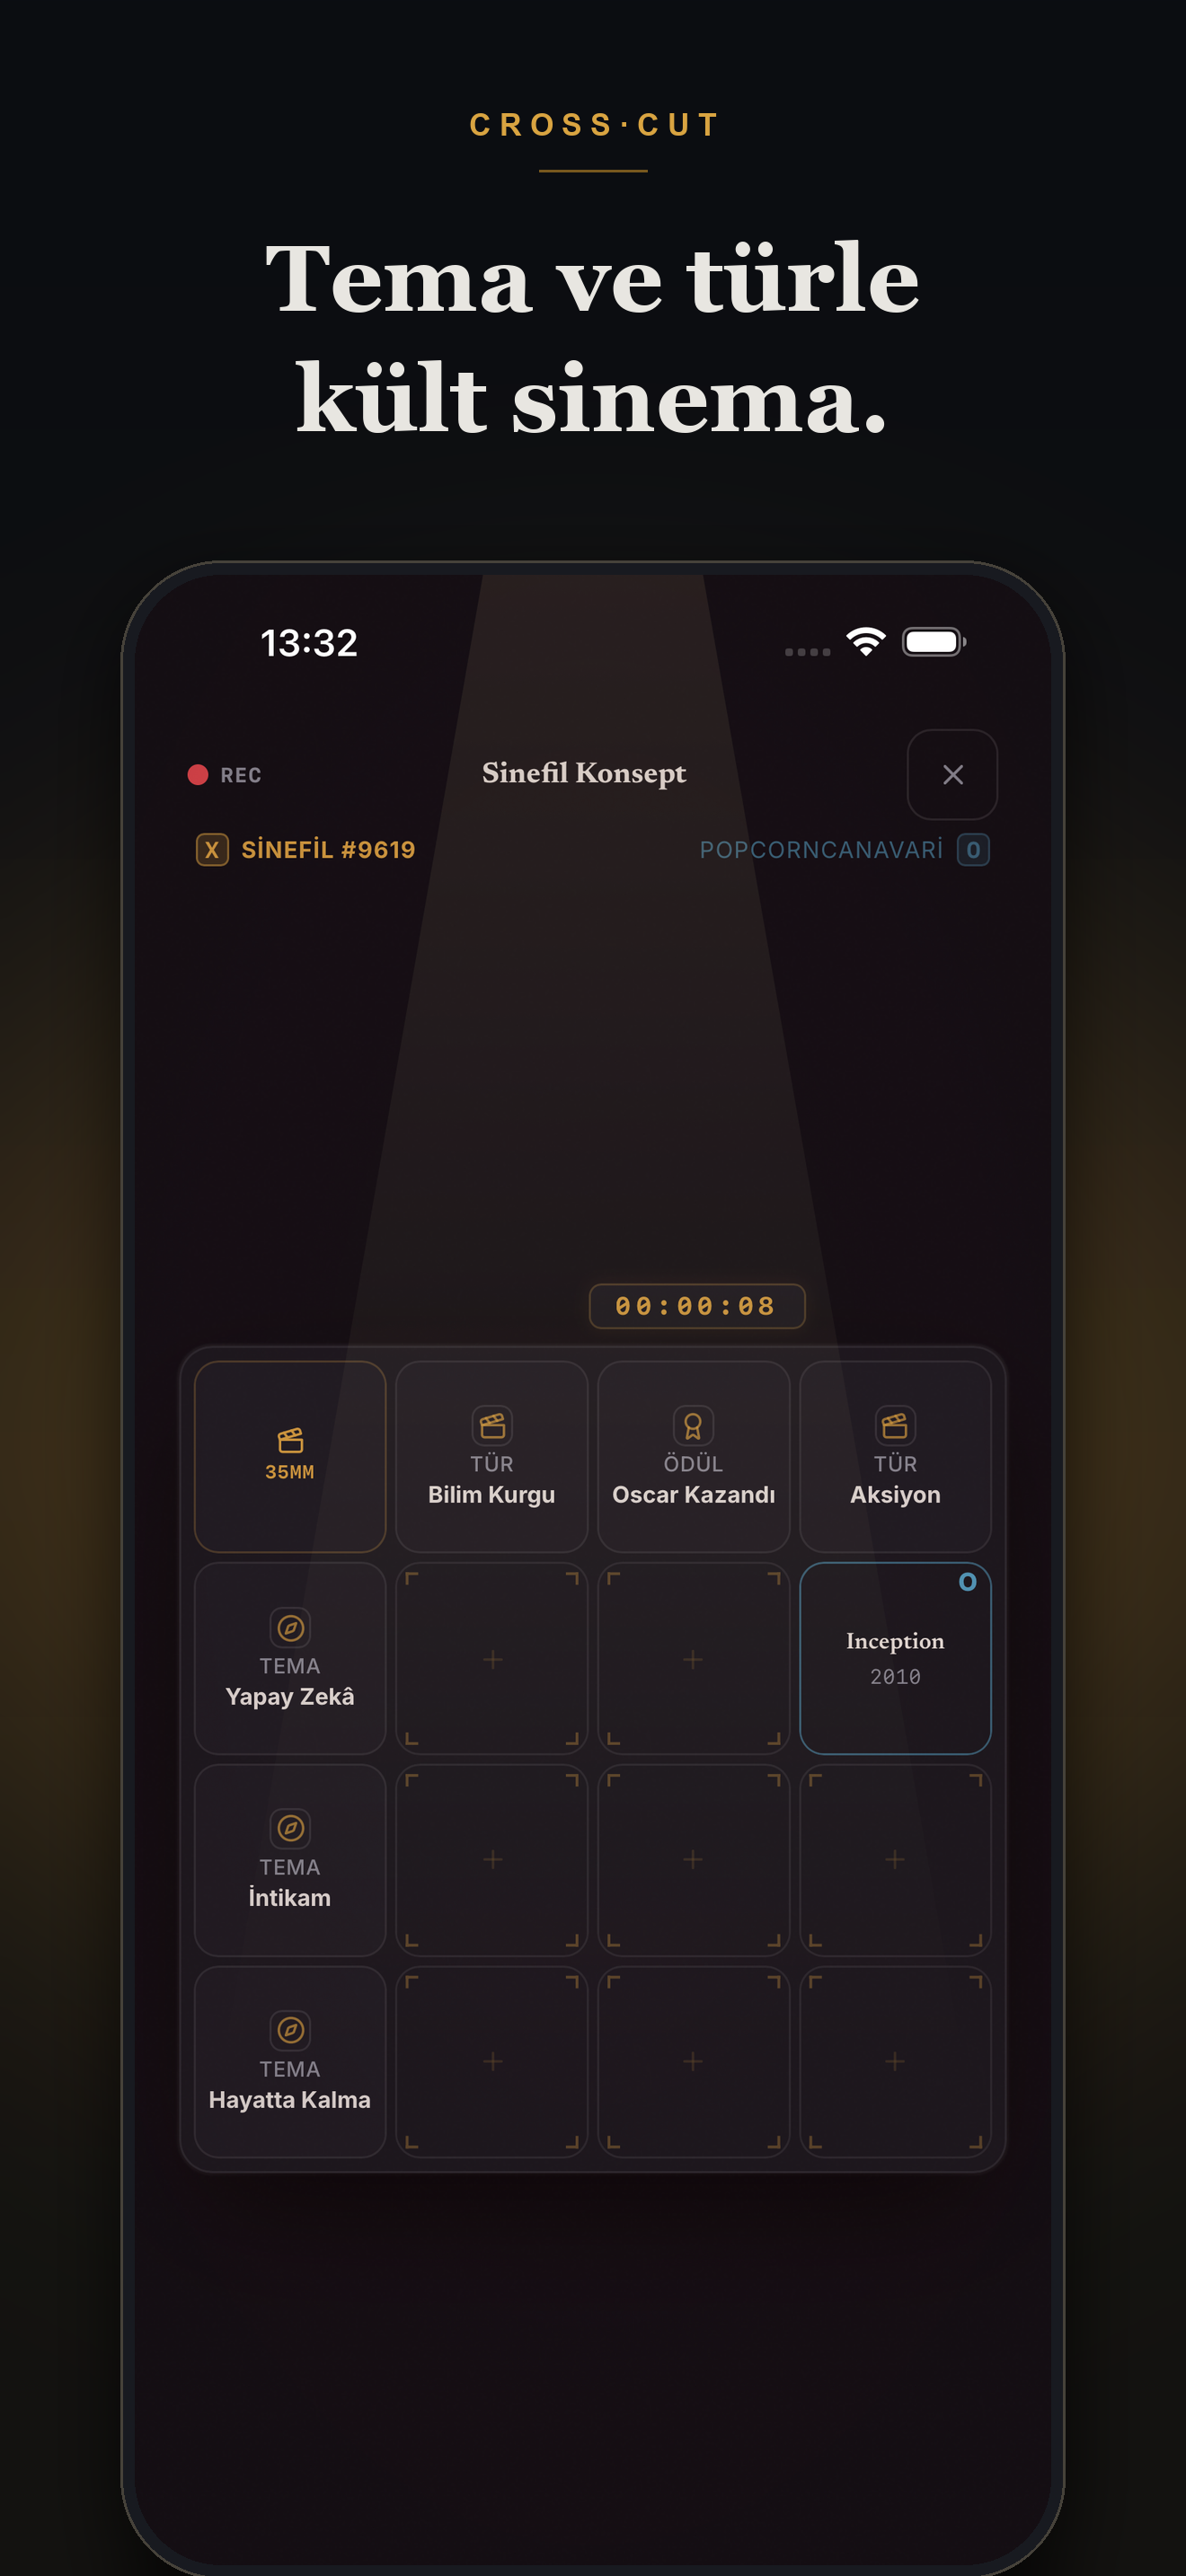 CROSS·CUT
Tema ve türle
kült sinema.
13:32
REC
Sinefil Konsept
X SİNEFİL #9619
POPCORNCANAVARİ O
00:00:08
35MM
TÜR
Bilim Kurgu
ÖDÜL
Oscar Kazandı
TÜR
Aksiyon
TEMA
Yapay Zekâ
O
Inception
2010
TEMA
İntikam
TEMA
Hayatta Kalma